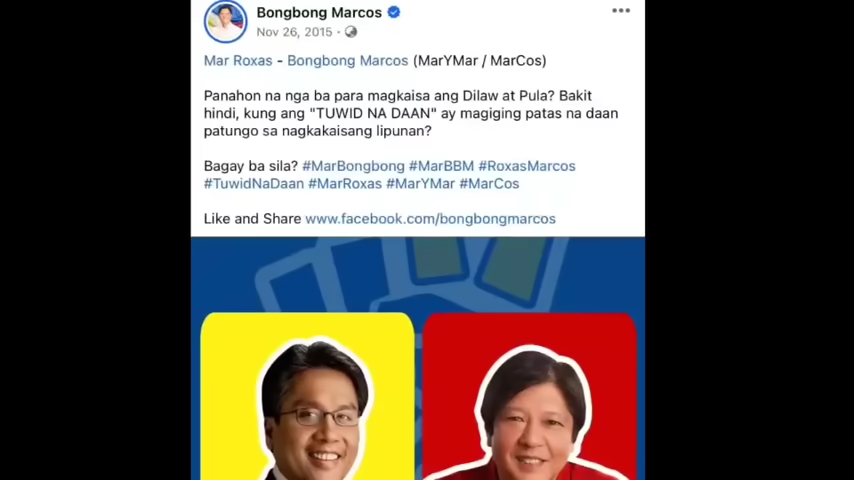 Bongbong Marcos
Nov 26, 2015 ·
Mar Roxas - Bongbong Marcos (MarYMar / MarCos)
Panahon na nga ba para magkaisa ang Dilaw at Pula? Bakit
hindi, kung ang "TUWID NA DAAN" ay magiging patas na daan
patungo sa nagkakaisang lipunan?
Bagay ba sila? #MarBongbong #MarBBM #RoxasMarcos
#TuwidNaDaan #MarRoxas #MarYMar #MarCos
Like and Share www.facebook.com/bongbongmarcos